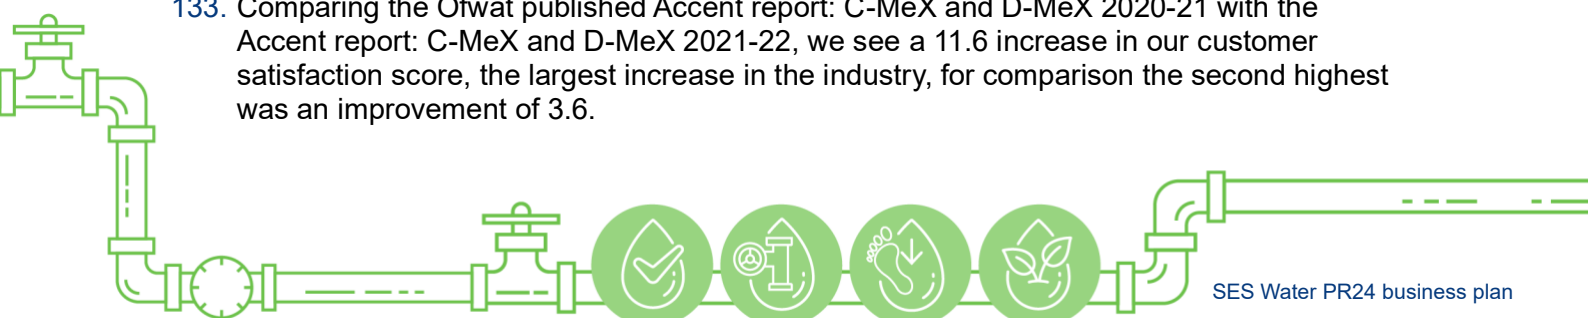 133. Comparing the Ofwat published Accent report: C-MeX and D-MeX 2020-21 with the
Accent report: C-MeX and D-MeX 2021-22, we see a 11.6 increase in our customer
satisfaction score, the largest increase in the industry, for comparison the second highest
was an improvement of 3.6.
SES Water PR24 business plan